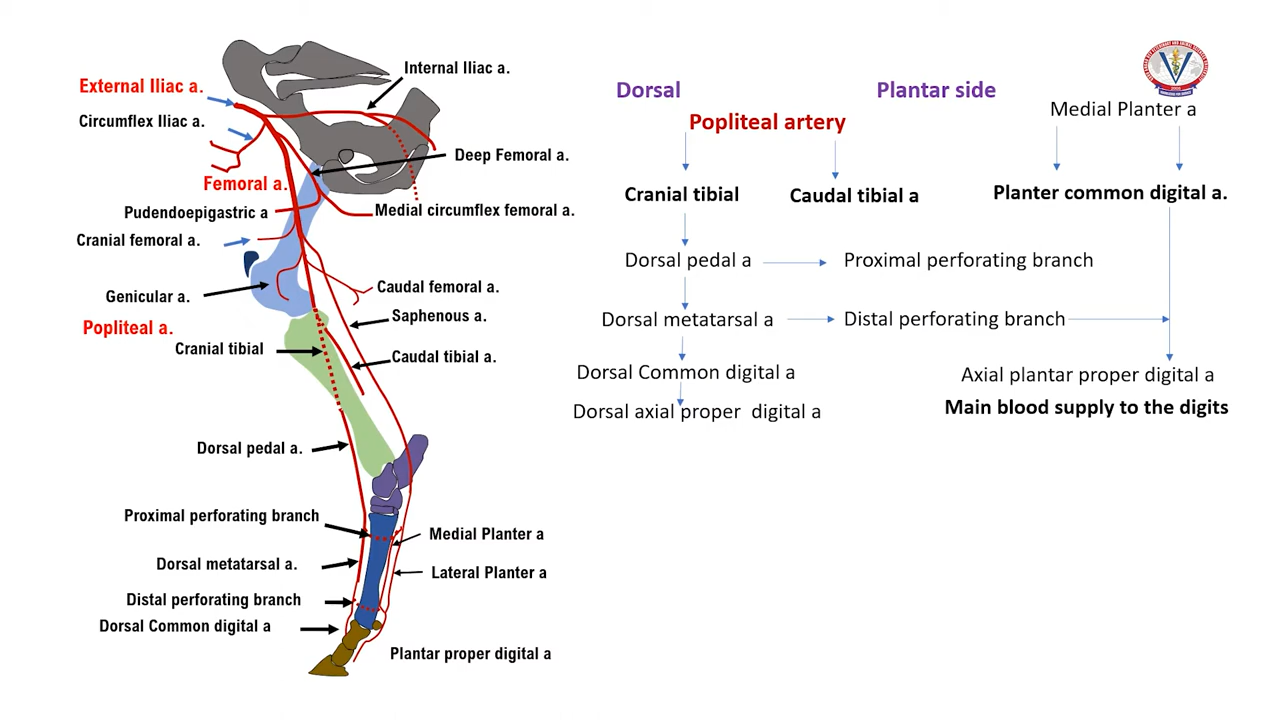 External Iliac a.
Circumflex Iliac a.
Internal Iliac a.
Deep Femoral a.
Femoral a.
Pudendoepigastric a
Medial circumflex femoral a.
Cranial femoral a.
Genicular a.
Caudal femoral a.
Saphenous a.
Popliteal a.
Cranial tibial
Caudal tibial a.
Dorsal pedal a.
Proximal perforating branch
Medial Planter a
Dorsal metatarsal a.
Lateral Planter a
Distal perforating branch
Dorsal Common digital a
Plantar proper digital a
Dorsal
Plantar side
Medial Planter a
Popliteal artery
Cranial tibial
Caudal tibial a
Planter common digital a.
Dorsal pedal a
Proximal perforating branch
Dorsal metatarsal a
Distal perforating branch
Dorsal Common digital a
Axial plantar proper digital a
Dorsal axial proper digital a
Main blood supply to the digits